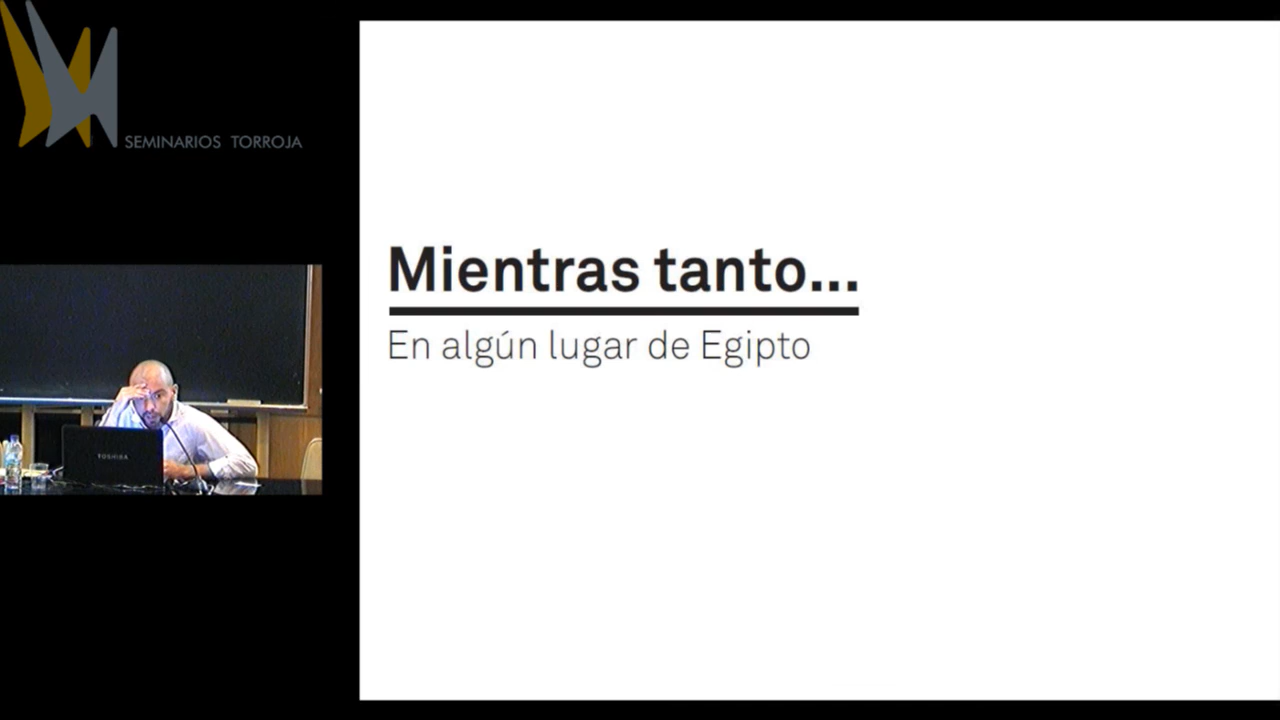 SEMINARIOS TORROJA
Mientras tanto...
En algún lugar de Egipto
TOSHIBA